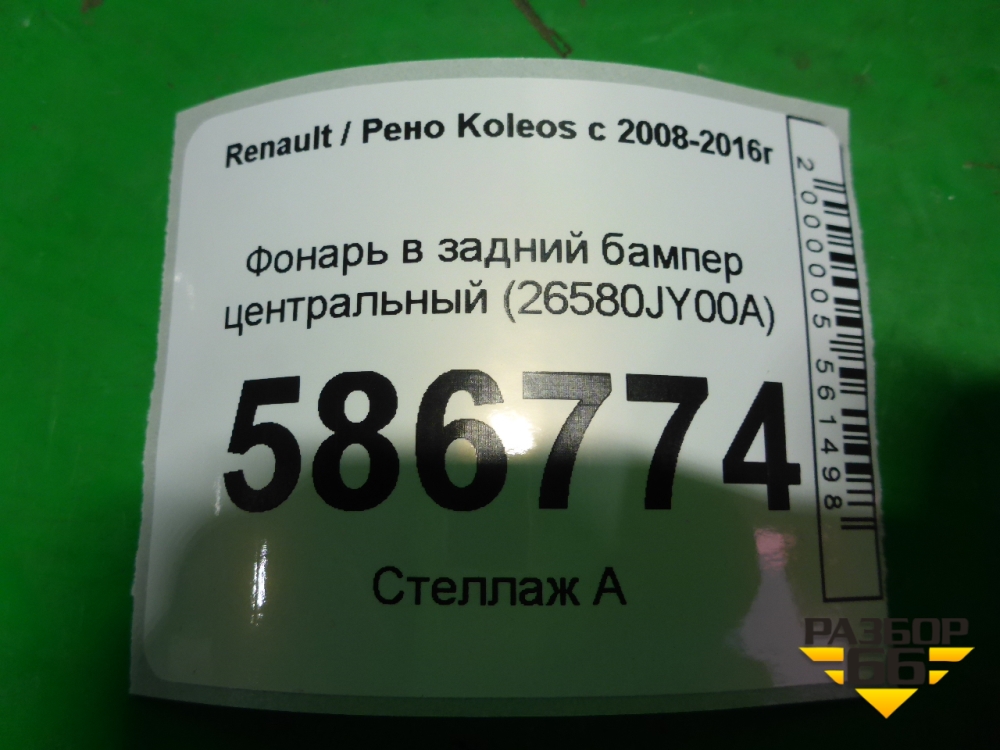 Renault / Рено Koleos с 2008-2016г
Фонарь в задний бампер
центральный (26580JY00A)
586774
Стеллаж А
2000005561498
РАЗБОР
66